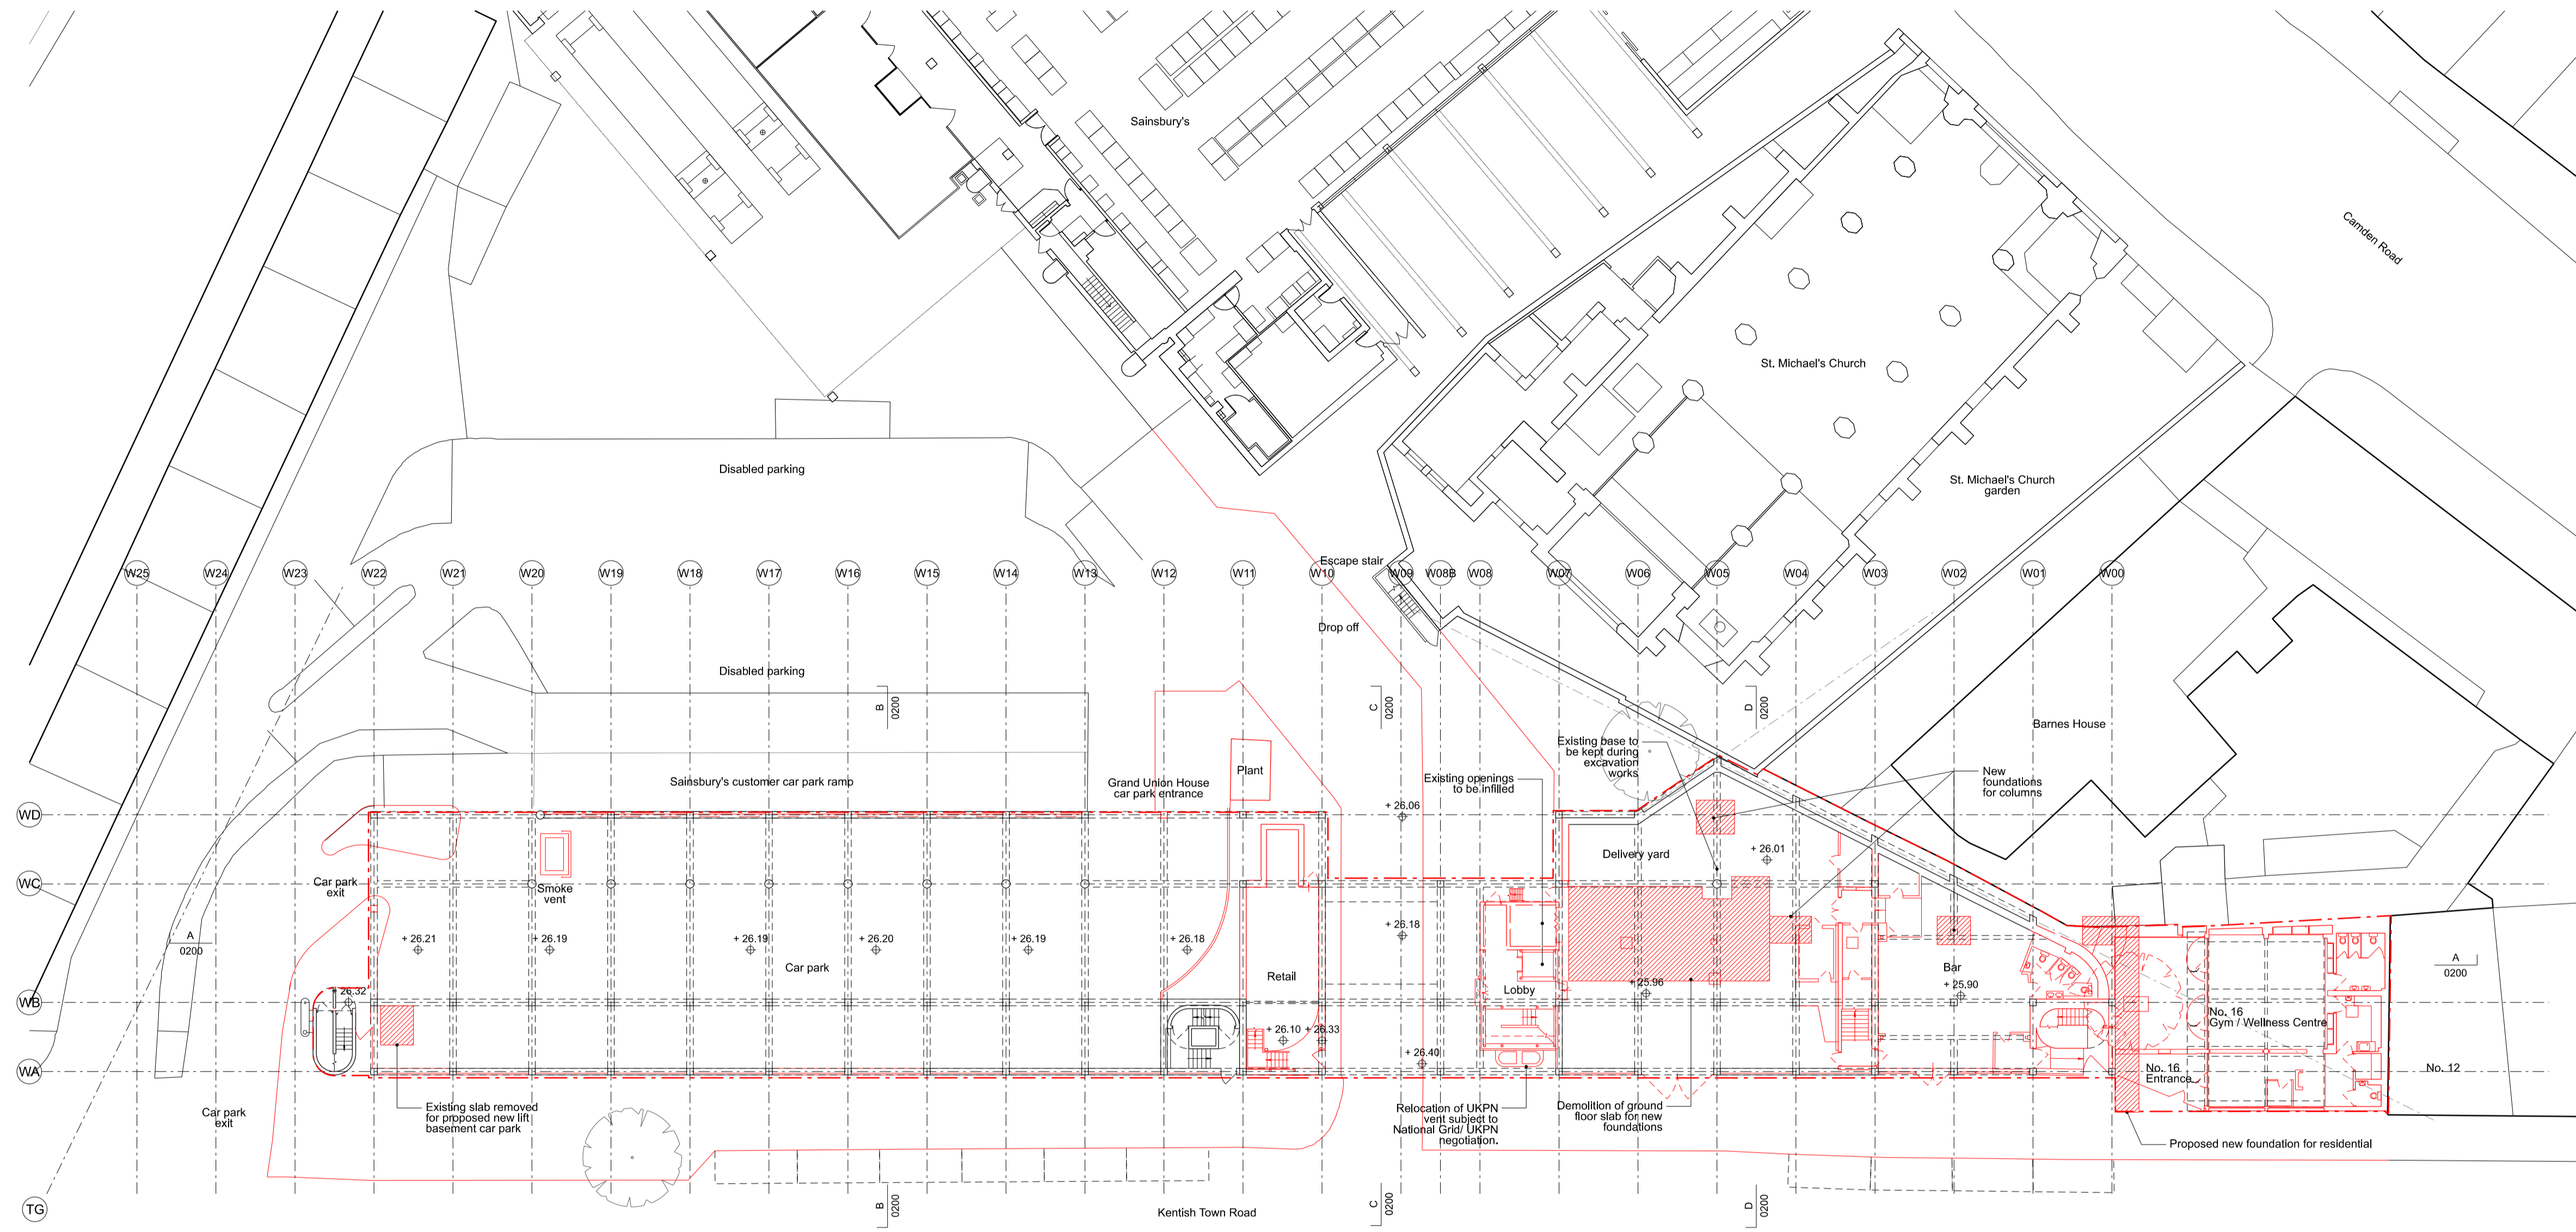 Sainsbury's
Camden Road
St. Michael's Church
Disabled parking
St. Michael's Church
garden
Escape stair
W25
W24
W23
W22
W21
W20
W19
W18
W17
W16
W15
W14
W13
W12
W11
W10
W09
W08B
W08
W07
W06
W05
W04
W03
W02
W01
W00
Drop off
Disabled parking
B
0200
C
0200
D
0200
Barnes House
Existing base to
be kept during
excavation
works
Plant
Sainsbury's customer car park ramp
Grand Union House
car park entrance
Existing openings
to be infilled
New
foundations
for columns
WD
+ 26.06
Delivery yard
+ 26.01
WC
Car park
exit
Smoke
vent
+ 26.21
+ 26.19
+ 26.19
+ 26.20
+ 26.19
+ 26.18
+ 26.18
A
0200
Car park
Retail
Bar
A
0200
+ 26.32
Lobby
+ 25.96
+ 25.90
WB
No. 16
Gym / Wellness Centre
+ 26.10
+ 26.33
+ 26.40
WA
No. 16
Entrance
No. 12
Car park
exit
Existing slab removed
for proposed new lift
basement car park
Relocation of UKPN
vent subject to
National Grid/ UKPN
negotiation.
Demolition of ground
floor slab for new
foundations
Proposed new foundation for residential
TG
B
0200
Kentish Town Road
C
0200
D
0200